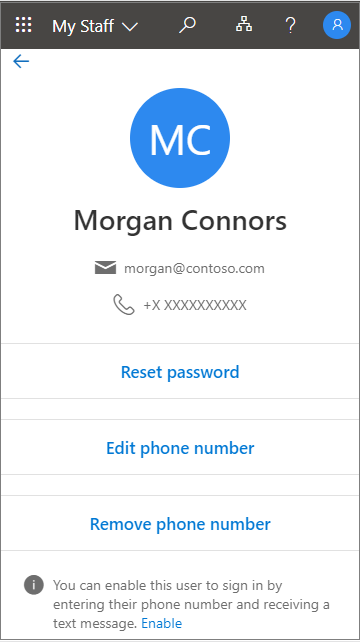 My Staff
?
MC
Morgan Connors
morgan@contoso.com
+X XXXXXXXXXX
Reset password
Edit phone number
Remove phone number
You can enable this user to sign in by
entering their phone number and receiving a
text message. Enable